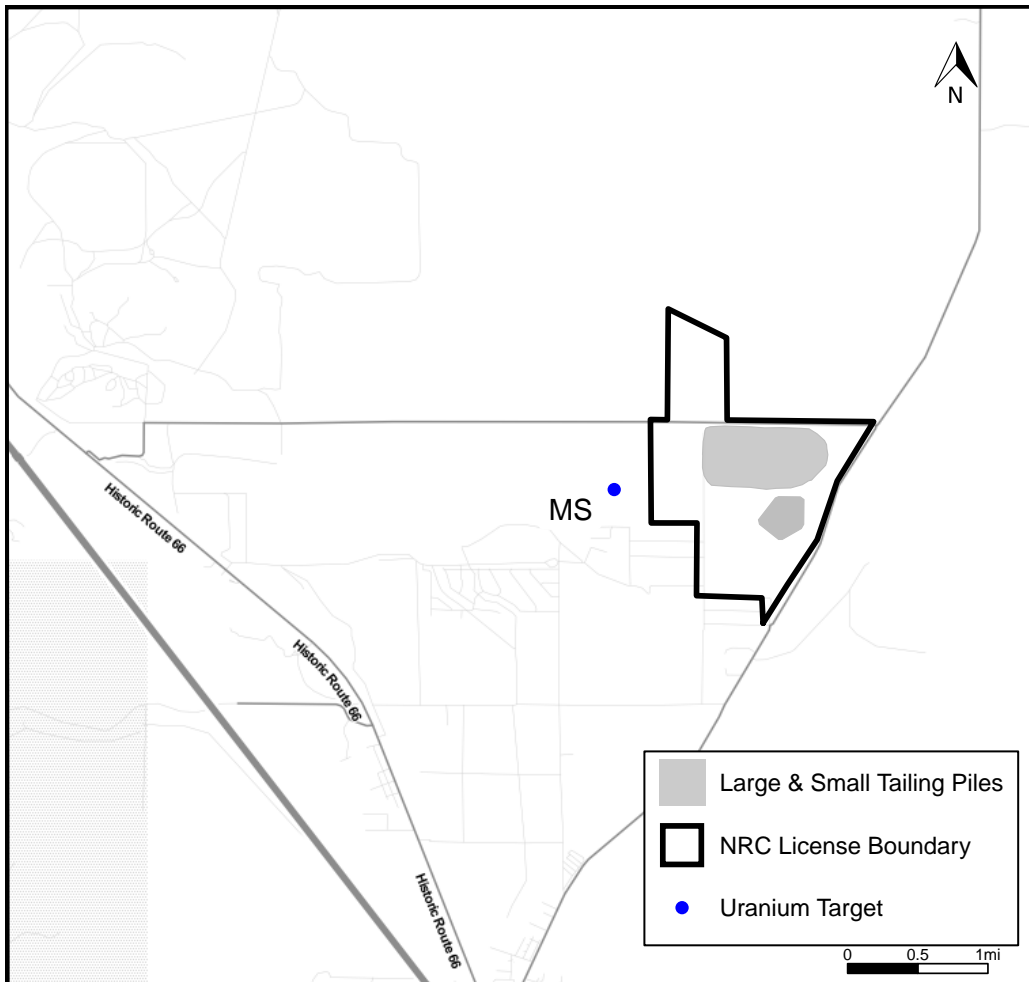 N
Historic Route 66
MS
Historic Route 66
Large & Small Tailing Piles
NRC License Boundary
Historic Route 66
Uranium Target
0 0.5 1mi